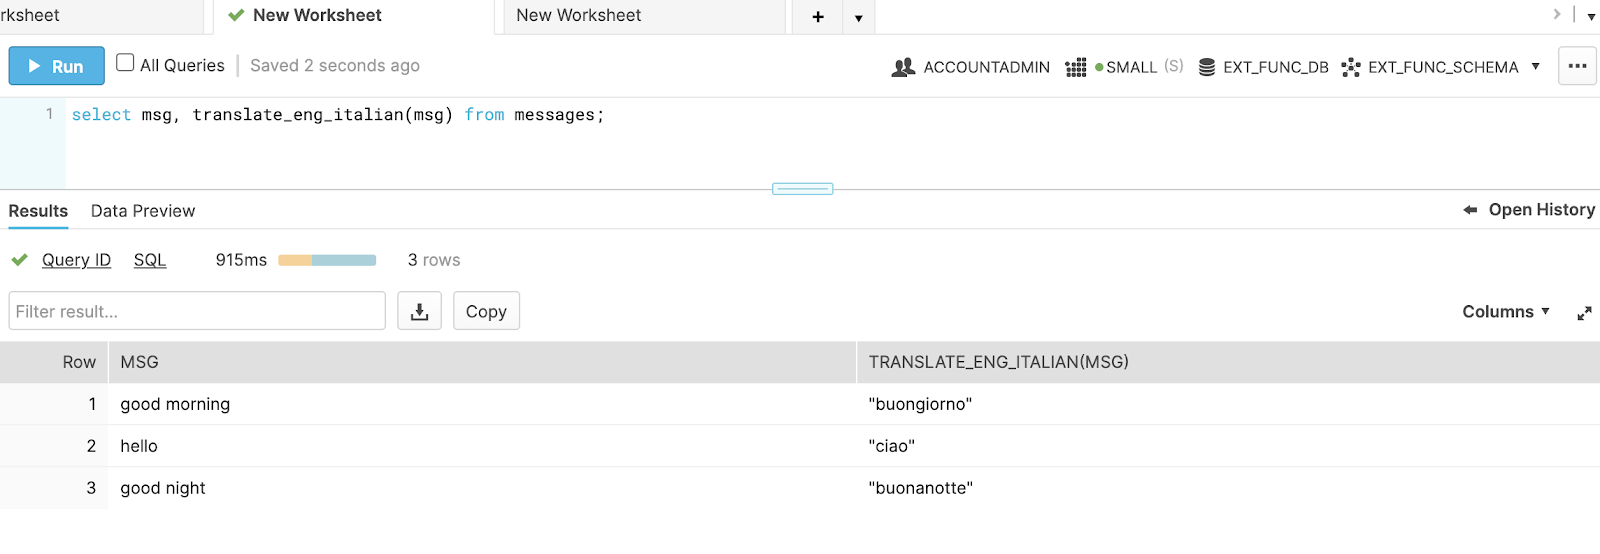 rksheet
New Worksheet
New Worksheet
+
Run
All Queries
Saved 2 seconds ago
ACCOUNTADMIN
SMALL (S)
EXT_FUNC_DB
EXT_FUNC_SCHEMA
...
1 select msg, translate_eng_italian(msg) from messages;
Results
Data Preview
Open History
Query ID
SQL
915ms
3 rows
Filter result...
Copy
Columns
Row MSG TRANSLATE_ENG_ITALIAN(MSG)
1 good morning "buongiorno"
2 hello "ciao"
3 good night "buonanotte"